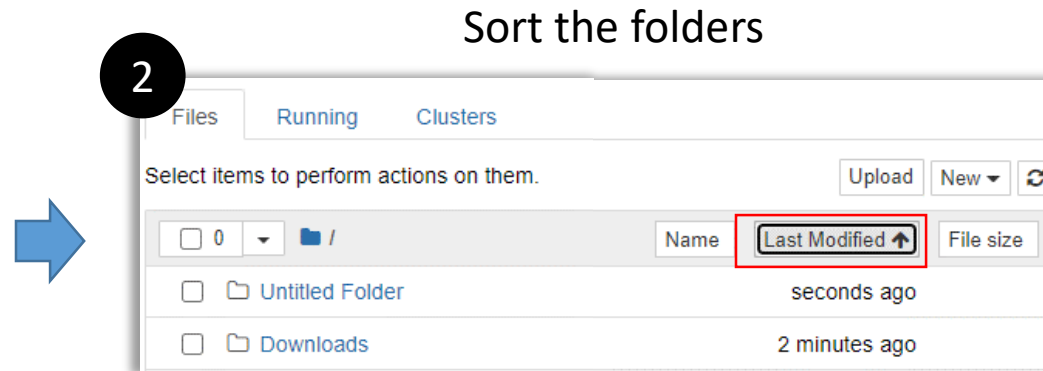 Sort the folders
2
Files Running Clusters
Select items to perform actions on them. Upload New
0 / Name Last Modified File size
Untitled Folder seconds ago
Downloads 2 minutes ago